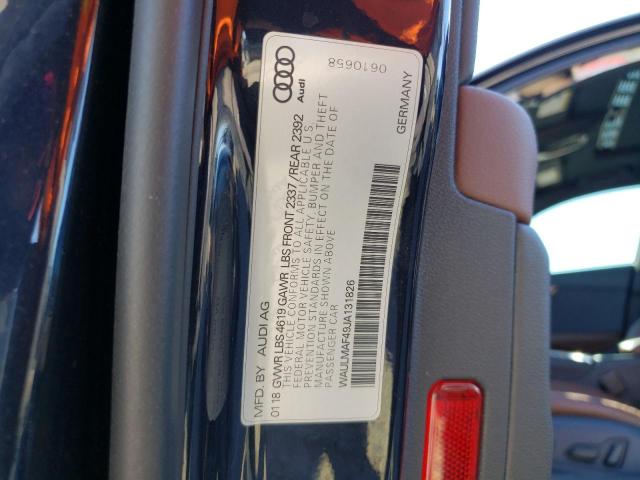 MFD. BY AUDI AG
01 18 GVWR LBS 4619 GAWR LBS FRONT 2337 / REAR 2392
THIS VEHICLE CONFORMS TO ALL APPLICABLE U.S.
FEDERAL MOTOR VEHICLE SAFETY, BUMPER AND THEFT
PREVENTION STANDARDS IN EFFECT ON THE DATE OF
MANUFACTURE SHOWN ABOVE
PASSENGER CAR
WAULMAF49JA131826
Audi
0610658
GERMANY